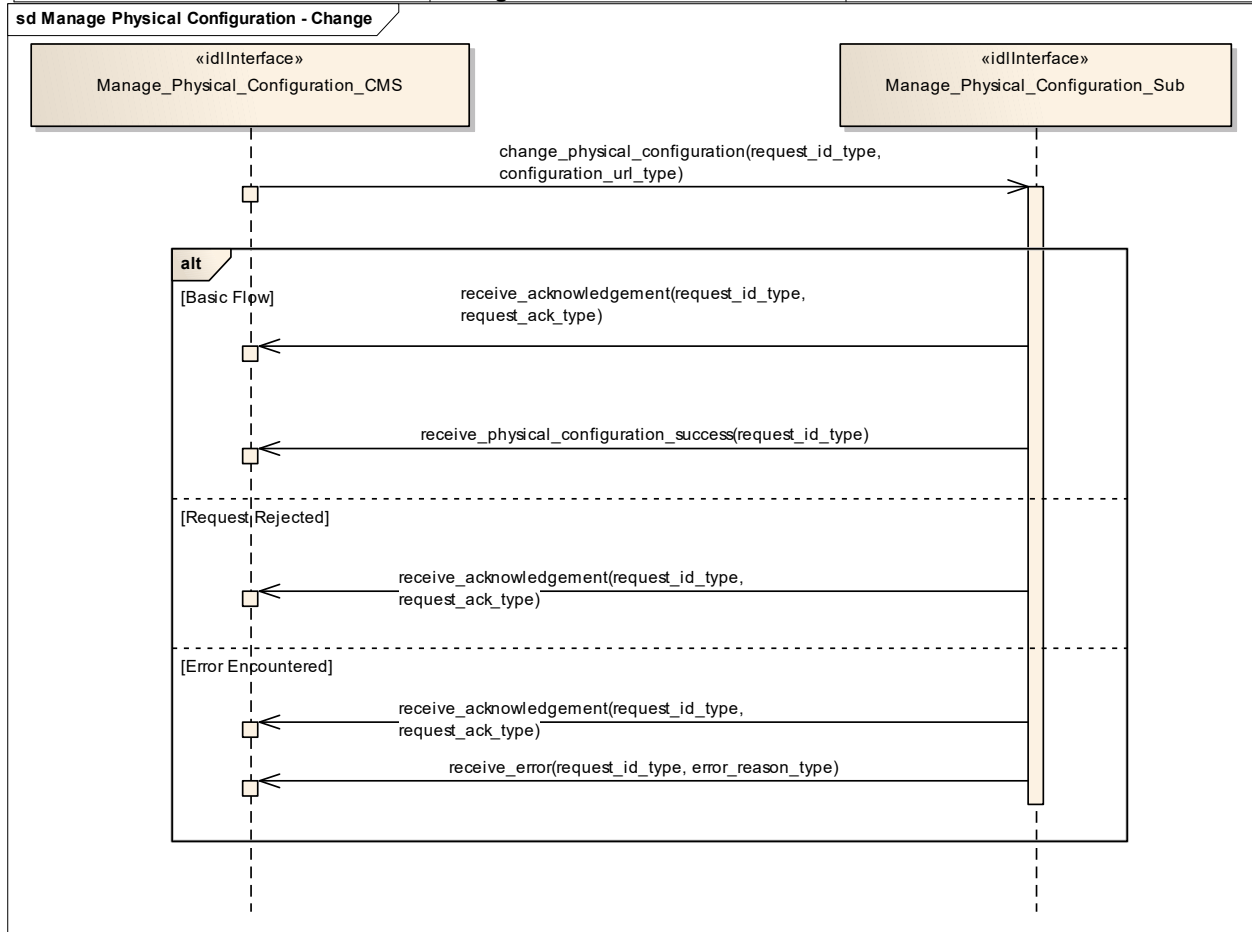 sd Manage Physical Configuration - Change
«idlInterface»
Manage_Physical_Configuration_CMS
«idlInterface»
Manage_Physical_Configuration_Sub
change_physical_configuration(request_id_type,
configuration_url_type)
alt
[Basic Flow]
receive_acknowledgement(request_id_type,
request_ack_type)
receive_physical_configuration_success(request_id_type)
[Request Rejected]
receive_acknowledgement(request_id_type,
request_ack_type)
[Error Encountered]
receive_acknowledgement(request_id_type,
request_ack_type)
receive_error(request_id_type, error_reason_type)